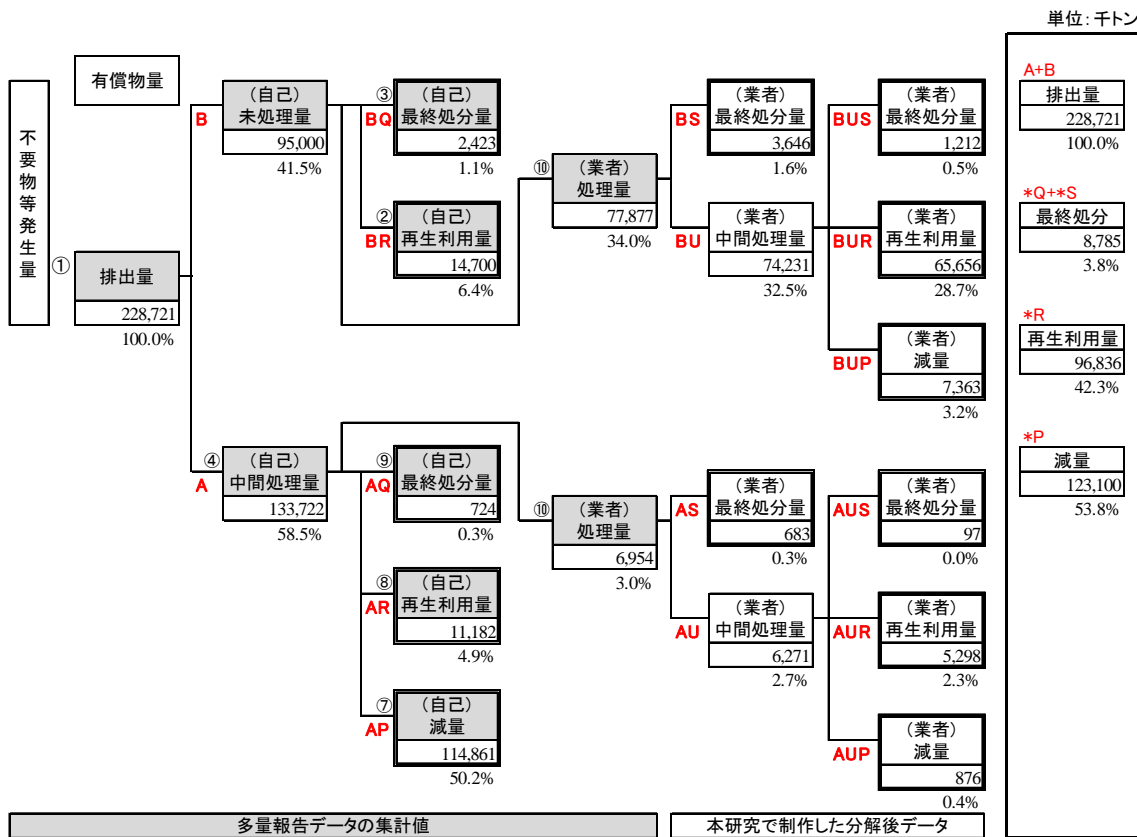 単位：千トン
有償物量
不要物等発生量
①
排出量
228,721
100.0%
B
（自己）
未処理量
95,000
41.5%
③
BQ
（自己）
最終処分量
2,423
1.1%
②
BR
（自己）
再生利用量
14,700
6.4%
⑩
（業者）
処理量
77,877
34.0%
BS
（業者）
最終処分量
3,646
1.6%
BU
（業者）
中間処理量
74,231
32.5%
BUS
（業者）
最終処分量
1,212
0.5%
BUR
（業者）
再生利用量
65,656
28.7%
BUP
（業者）
減量
7,363
3.2%
④
A
（自己）
中間処理量
133,722
58.5%
⑨
AQ
（自己）
最終処分量
724
0.3%
⑧
AR
（自己）
再生利用量
11,182
4.9%
⑦
AP
（自己）
減量
114,861
50.2%
⑩
（業者）
処理量
6,954
3.0%
AS
（業者）
最終処分量
683
0.3%
AU
（業者）
中間処理量
6,271
2.7%
AUS
（業者）
最終処分量
97
0.0%
AUR
（業者）
再生利用量
5,298
2.3%
AUP
（業者）
減量
876
0.4%
A+B
排出量
228,721
100.0%
*Q+*S
最終処分
8,785
3.8%
*R
再生利用量
96,836
42.3%
*P
減量
123,100
53.8%
多量報告データの集計値
本研究で制作した分解後データ